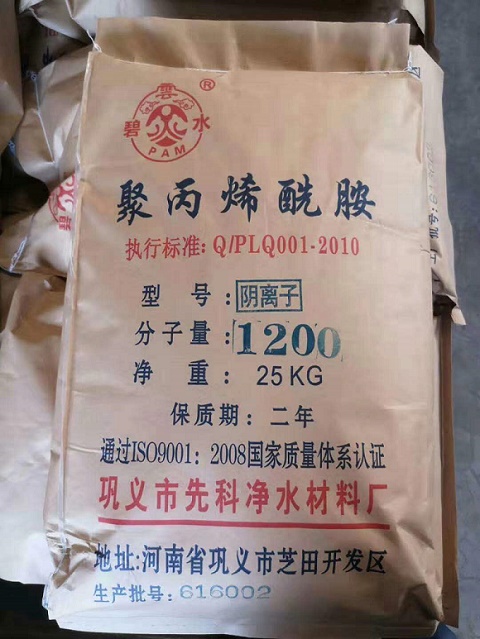 雲
碧 水
®
PAM
聚丙烯酰胺
执行标准: Q/PLQ001-2010
型 号: 阴离子
分子量: 1200
净 重: 25KG
保质期: 二年
通过ISO9001: 2008国家质量体系认证
巩义市先科净水材料厂
地址:河南省巩义市芝田开发区
生产批号: 616002